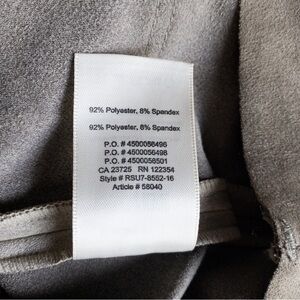 92% Polyester, 8% Spandex
92% Polyester, 8% Spandex
P.O. # 4500056496
P.O. # 4500056498
P.O. # 4500056501
CA 23725 RN 122354
Style # RSU7-8552-16
Article # 58040